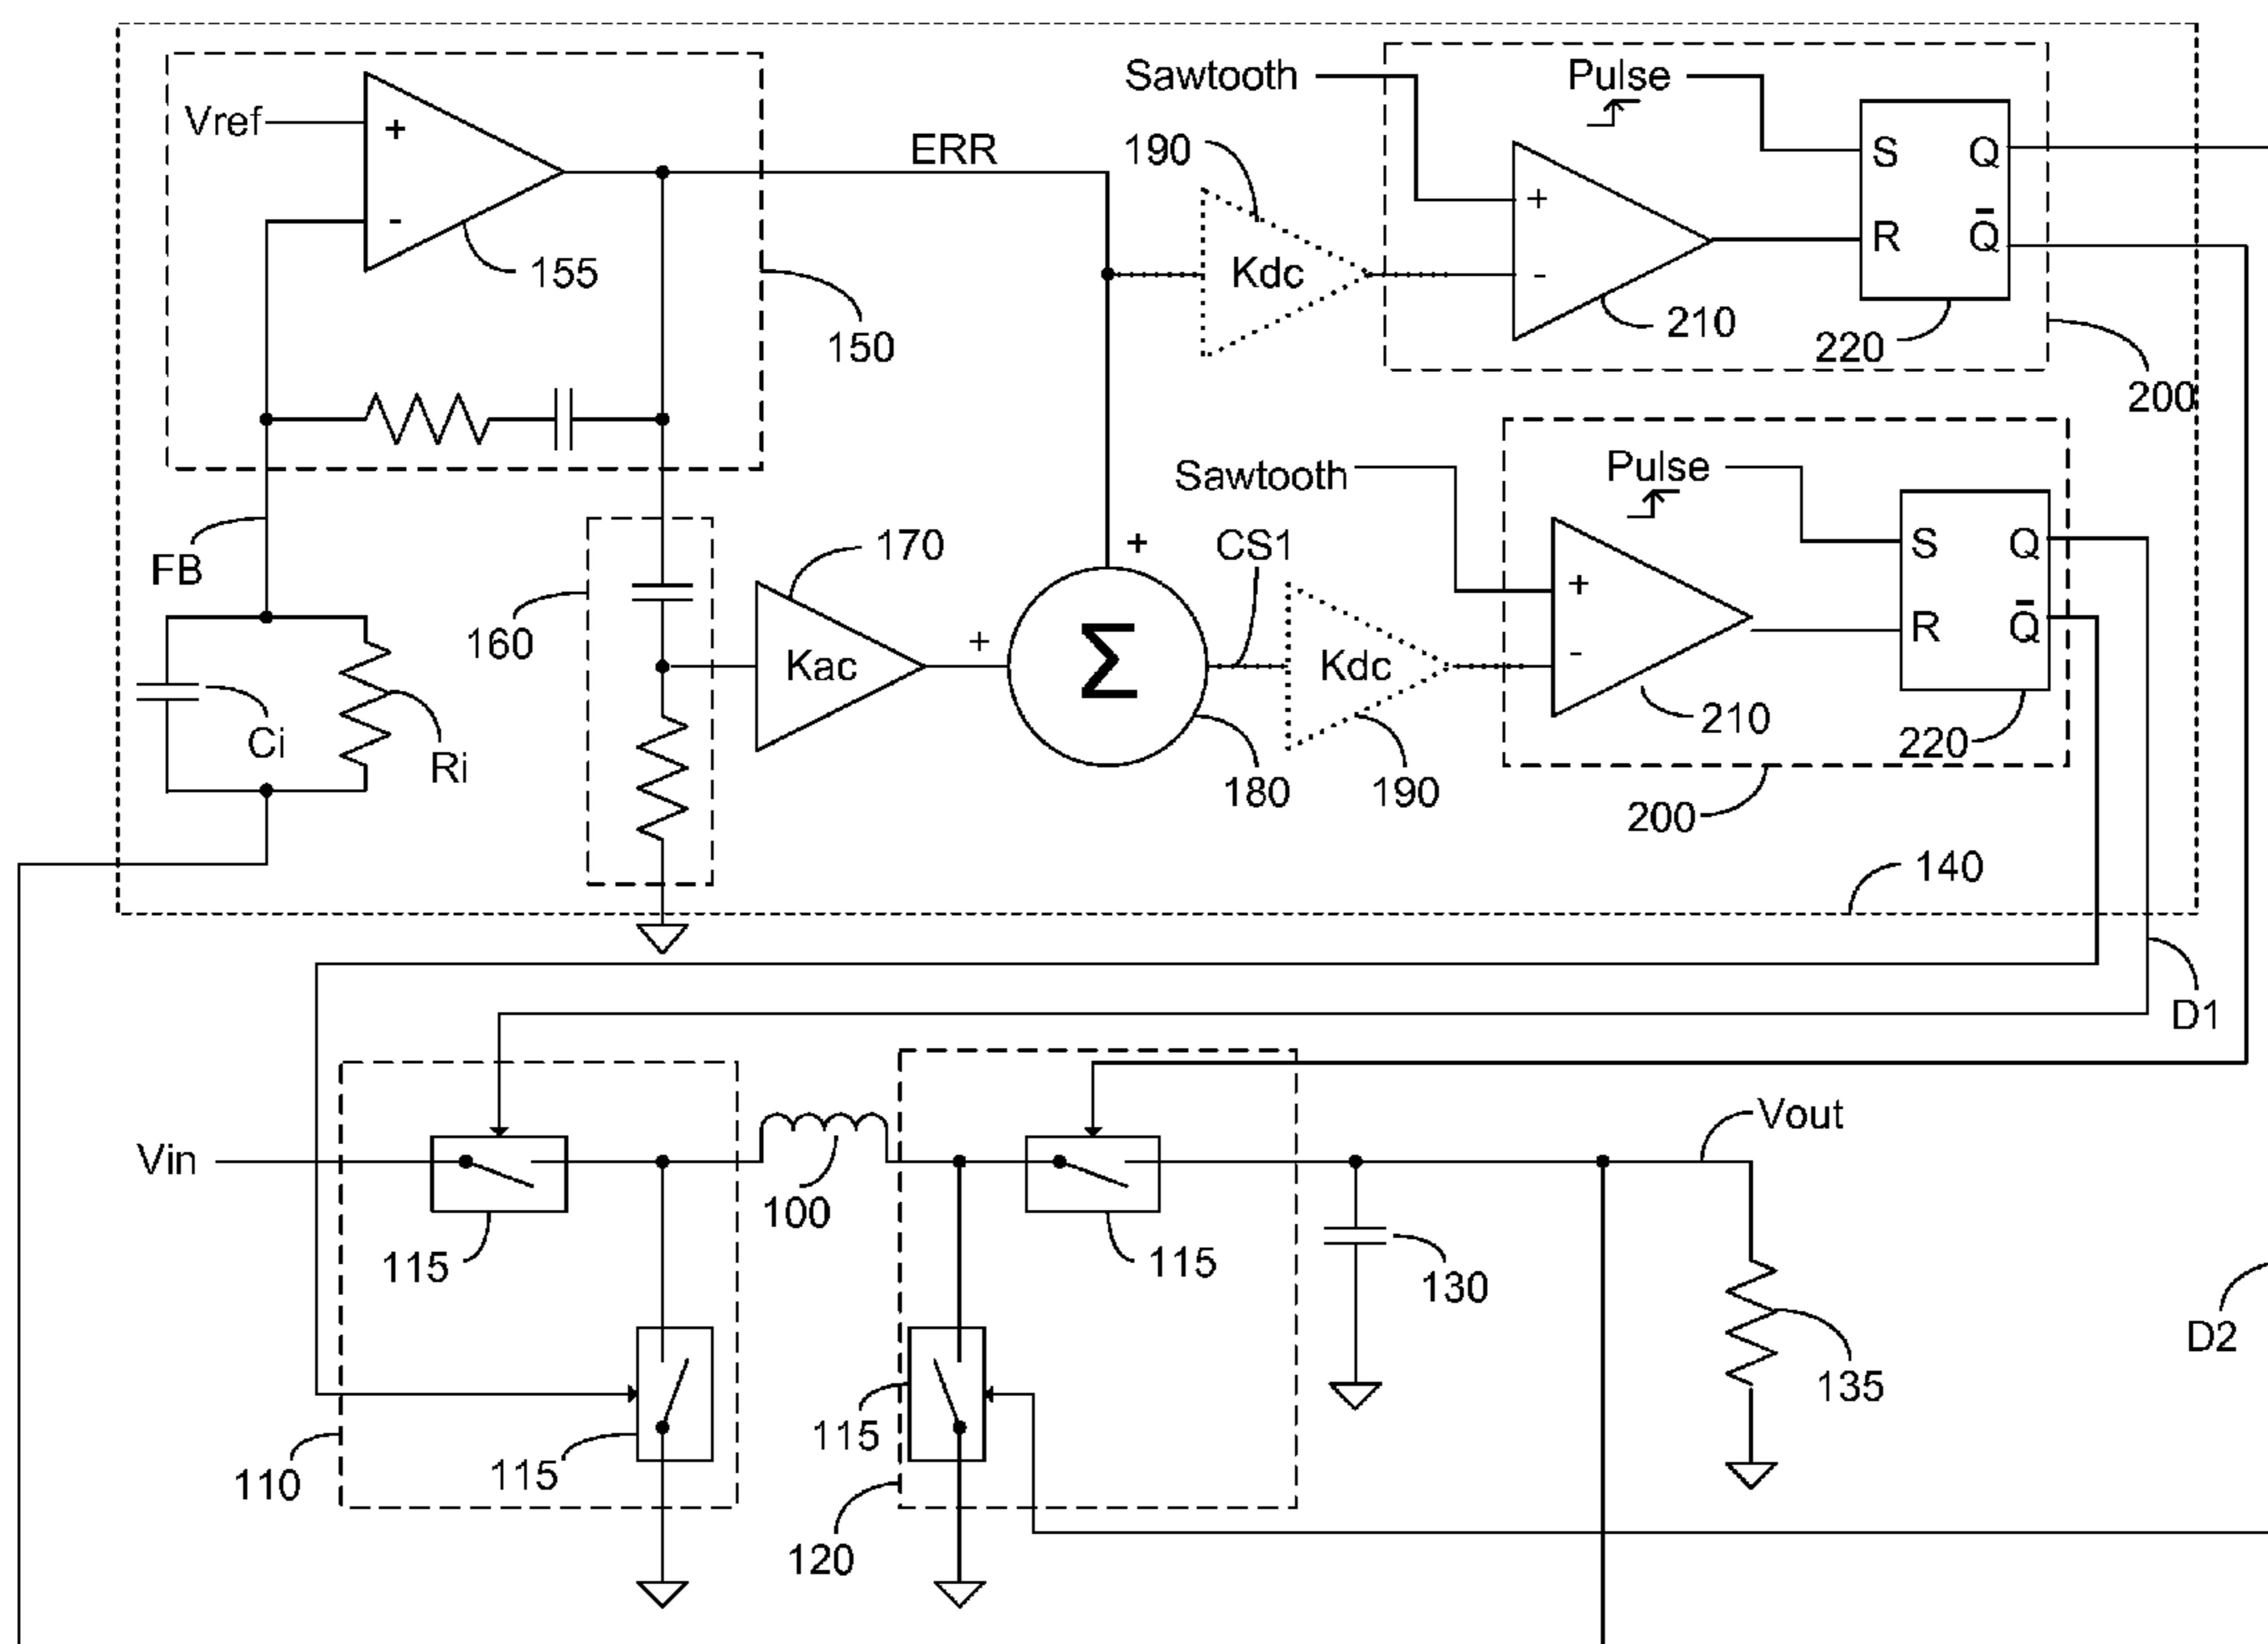 Sawtooth
Pulse
Vref
+
-
155
150
ERR
190
Kdc
+
-
210
S
Q
R
Q̄
220
200
Sawtooth
Pulse
FB
160
170
Kac
+
+
Σ
180
CS1
Kdc
190
+
-
210
S
Q
R
Q̄
220
200
Ci
Ri
140
D1
Vin
115
100
115
Vout
130
135
D2
110
115
115
120